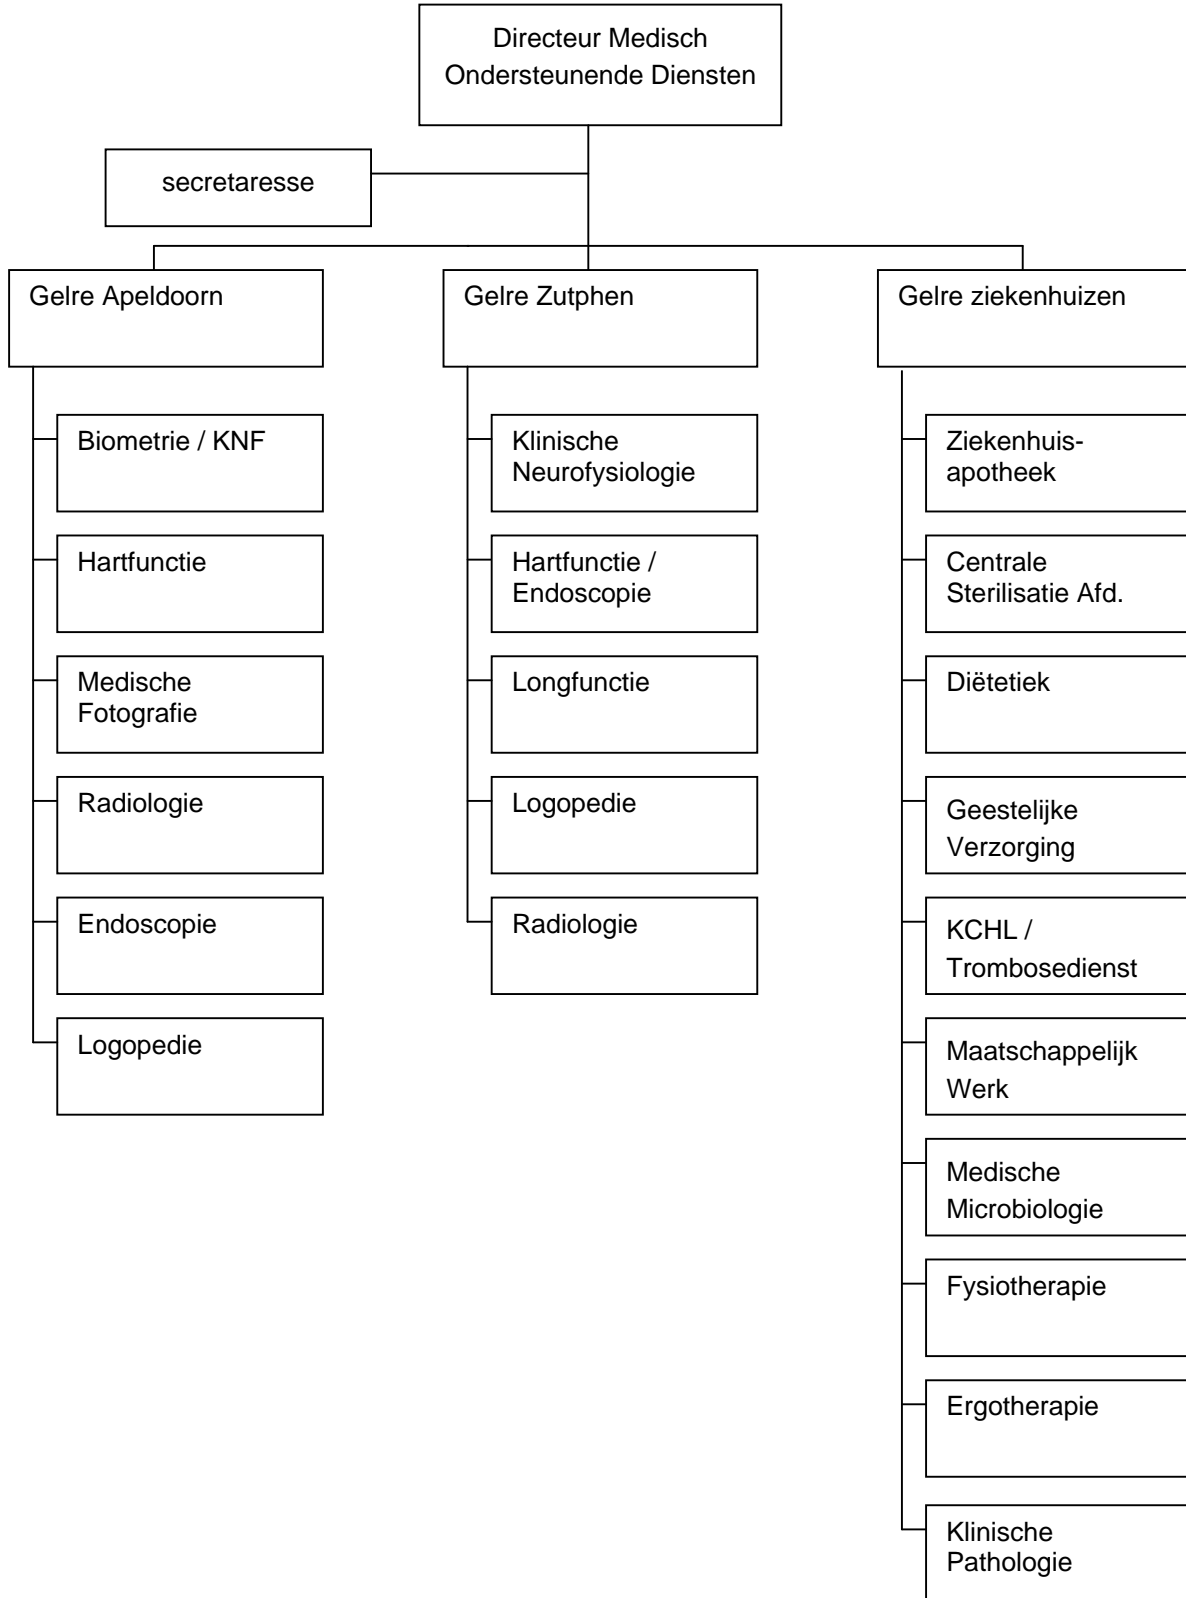 Directeur Medisch
Ondersteunende Diensten
secretaresse
Gelre Apeldoorn
Biometrie / KNF
Hartfunctie
Medische
Fotografie
Radiologie
Endoscopie
Logopedie
Gelre Zutphen
Klinische
Neurofysiologie
Hartfunctie /
Endoscopie
Longfunctie
Logopedie
Radiologie
Gelre ziekenhuizen
Ziekenhuis-
apotheek
Centrale
Sterilisatie Afd.
Diëtetiek
Geestelijke
Verzorging
KCHL /
Trombosedienst
Maatschappelijk
Werk
Medische
Microbiologie
Fysiotherapie
Ergotherapie
Klinische
Pathologie